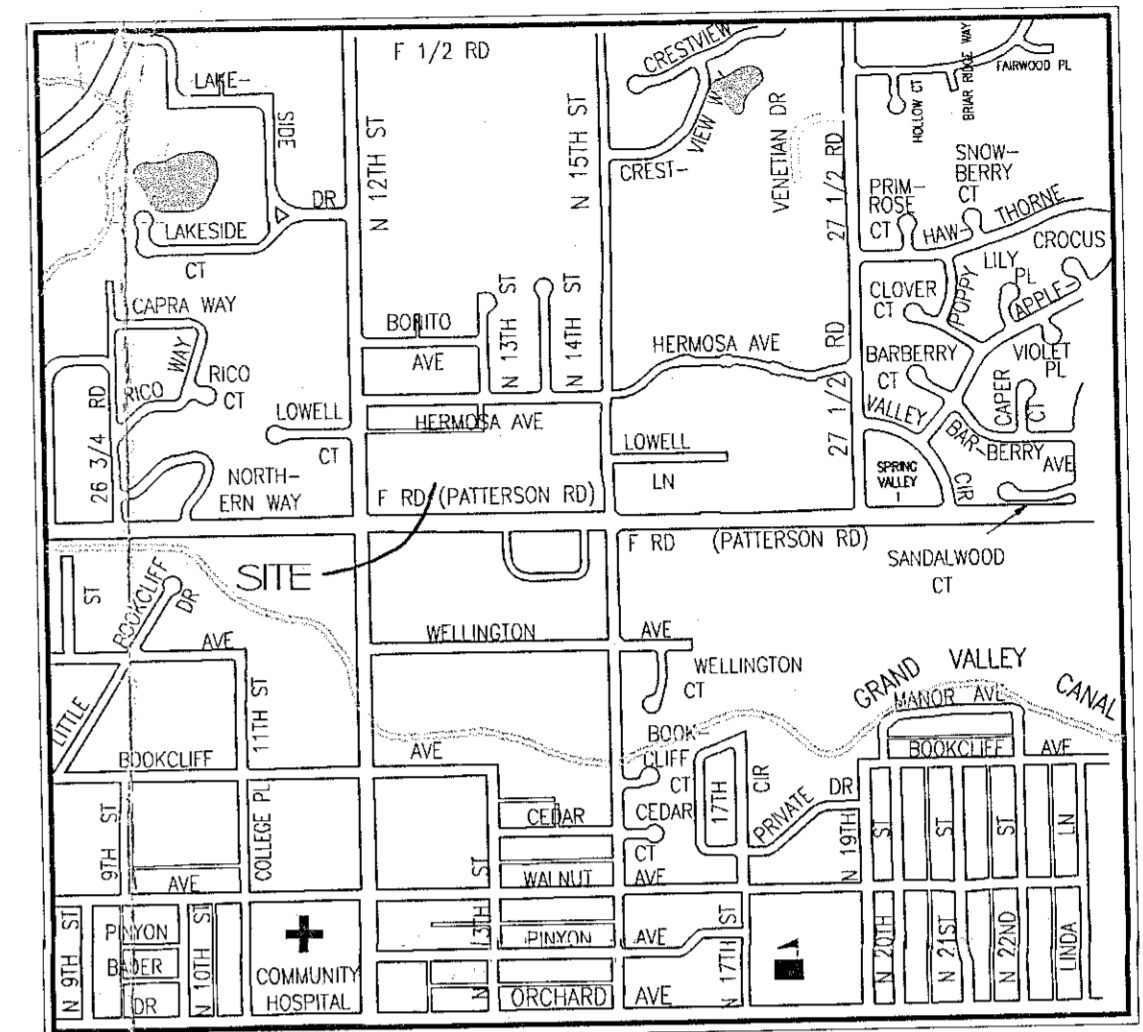 F 1/2 RD
CRESTVIEW
BRIAR RIDGE WAY
FAIRWOOD PL
HOLLOW CT
LAKE-
SIDE
DR
N 12TH ST
N 15TH ST
VIEW
CREST-
VENETIAN DR
27 1/2 RD
SNOW-
BERRY
CT
PRIM-
ROSE
CT
HAW-
THORNE
LAKESIDE
CT
CROCUS
LILY
PL
POPPY
APPLE-
CLOVER
CT
CAPRA WAY
BONITO
AVE
N 13TH ST
N 14TH ST
HERMOSA AVE
VIOLET
PL
BARBERRY
CT
RICO
WAY
RICO
CT
26 3/4 RD
LOWELL
CT
HERMOSA AVE
27 1/2 RD
VALLEY
CAPER
CT
BAR-BERRY
AVE
LOWELL
LN
SPRING
VALLEY
1
CIR
NORTH-
ERN WAY
F RD (PATTERSON RD)
F RD (PATTERSON RD)
SANDALWOOD
CT
SITE
ST
BOOKCLIFF
DR
AVE
WELLINGTON
AVE
WELLINGTON
CT
GRAND VALLEY
CANAL
MANOR AVE
LITTLE
11TH ST
BOOKCLIFF
AVE
BOOK-
CLIFF
CT
BOOKCLIFF
AVE
17TH
CIR
PRIVATE
DR
CEDAR
CEDAR
CT
9TH ST
COLLEGE PL
N 19TH
ST
ST
ST
LN
AVE
ST
WALNUT
AVE
N 9TH ST
PINYON
BADER
DR
N 10TH ST
COMMUNITY
HOSPITAL
N 13TH
PINYON
AVE
ORCHARD
AVE
N 17TH ST
N 20TH
N 21ST
N 22ND
LINDA